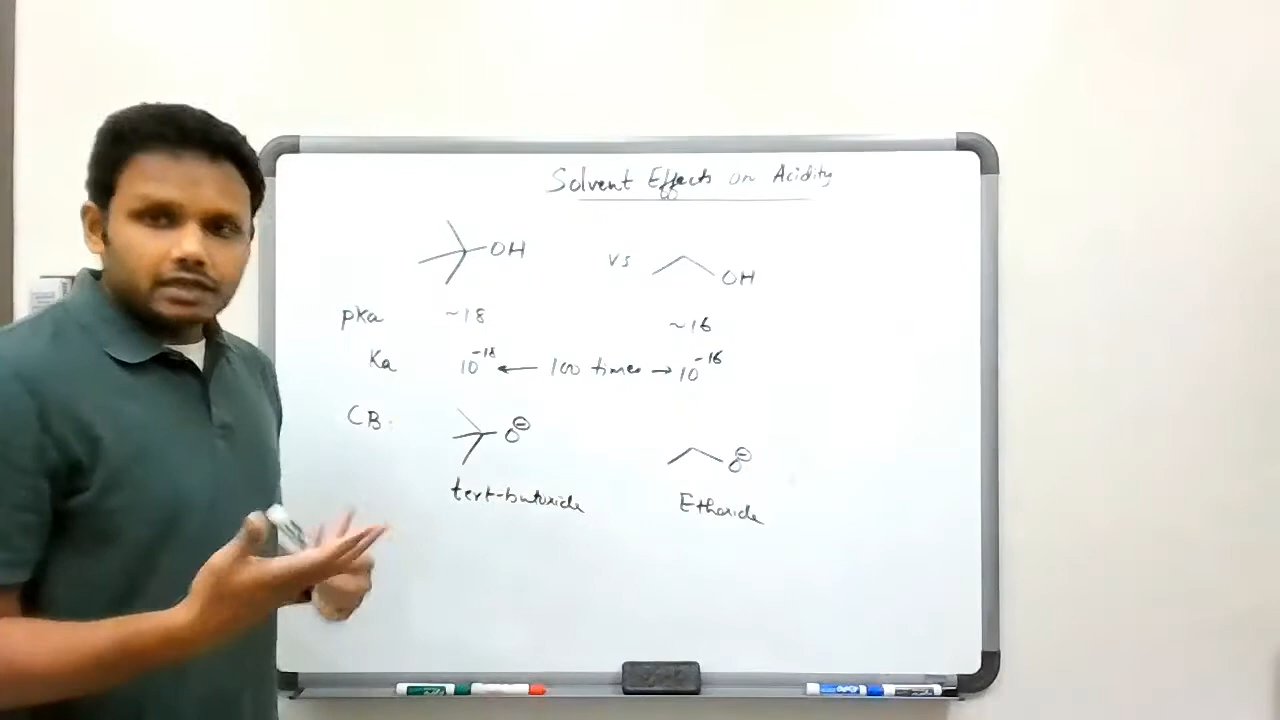 Solvent Effects on Acidity
OH vs OH
pKa ~18 ~16
Ka 10⁻¹⁸ ← 100 times → 10⁻¹⁶
CB: O⊖ O⊖
tert-butoxide Ethoxide